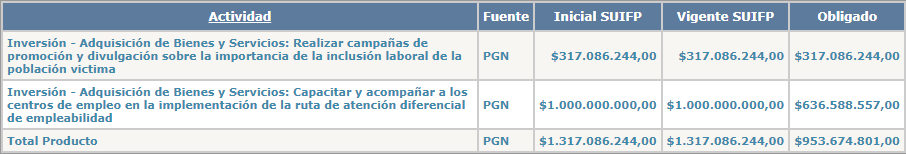 Actividad Fuente Inicial SUIFP Vigente SUIFP Obligado
Inversión - Adquisición de Bienes y Servicios: Realizar campañas de
promoción y divulgación sobre la importancia de la inclusión laboral de la
población victima
PGN $317.086.244,00 $317.086.244,00 $317.086.244,00
Inversión - Adquisición de Bienes y Servicios: Capacitar y acompañar a los
centros de empleo en la implementación de la ruta de atención diferencial
de empleabilidad
PGN $1.000.000.000,00 $1.000.000.000,00 $636.588.557,00
Total Producto PGN $1.317.086.244,00 $1.317.086.244,00 $953.674.801,00